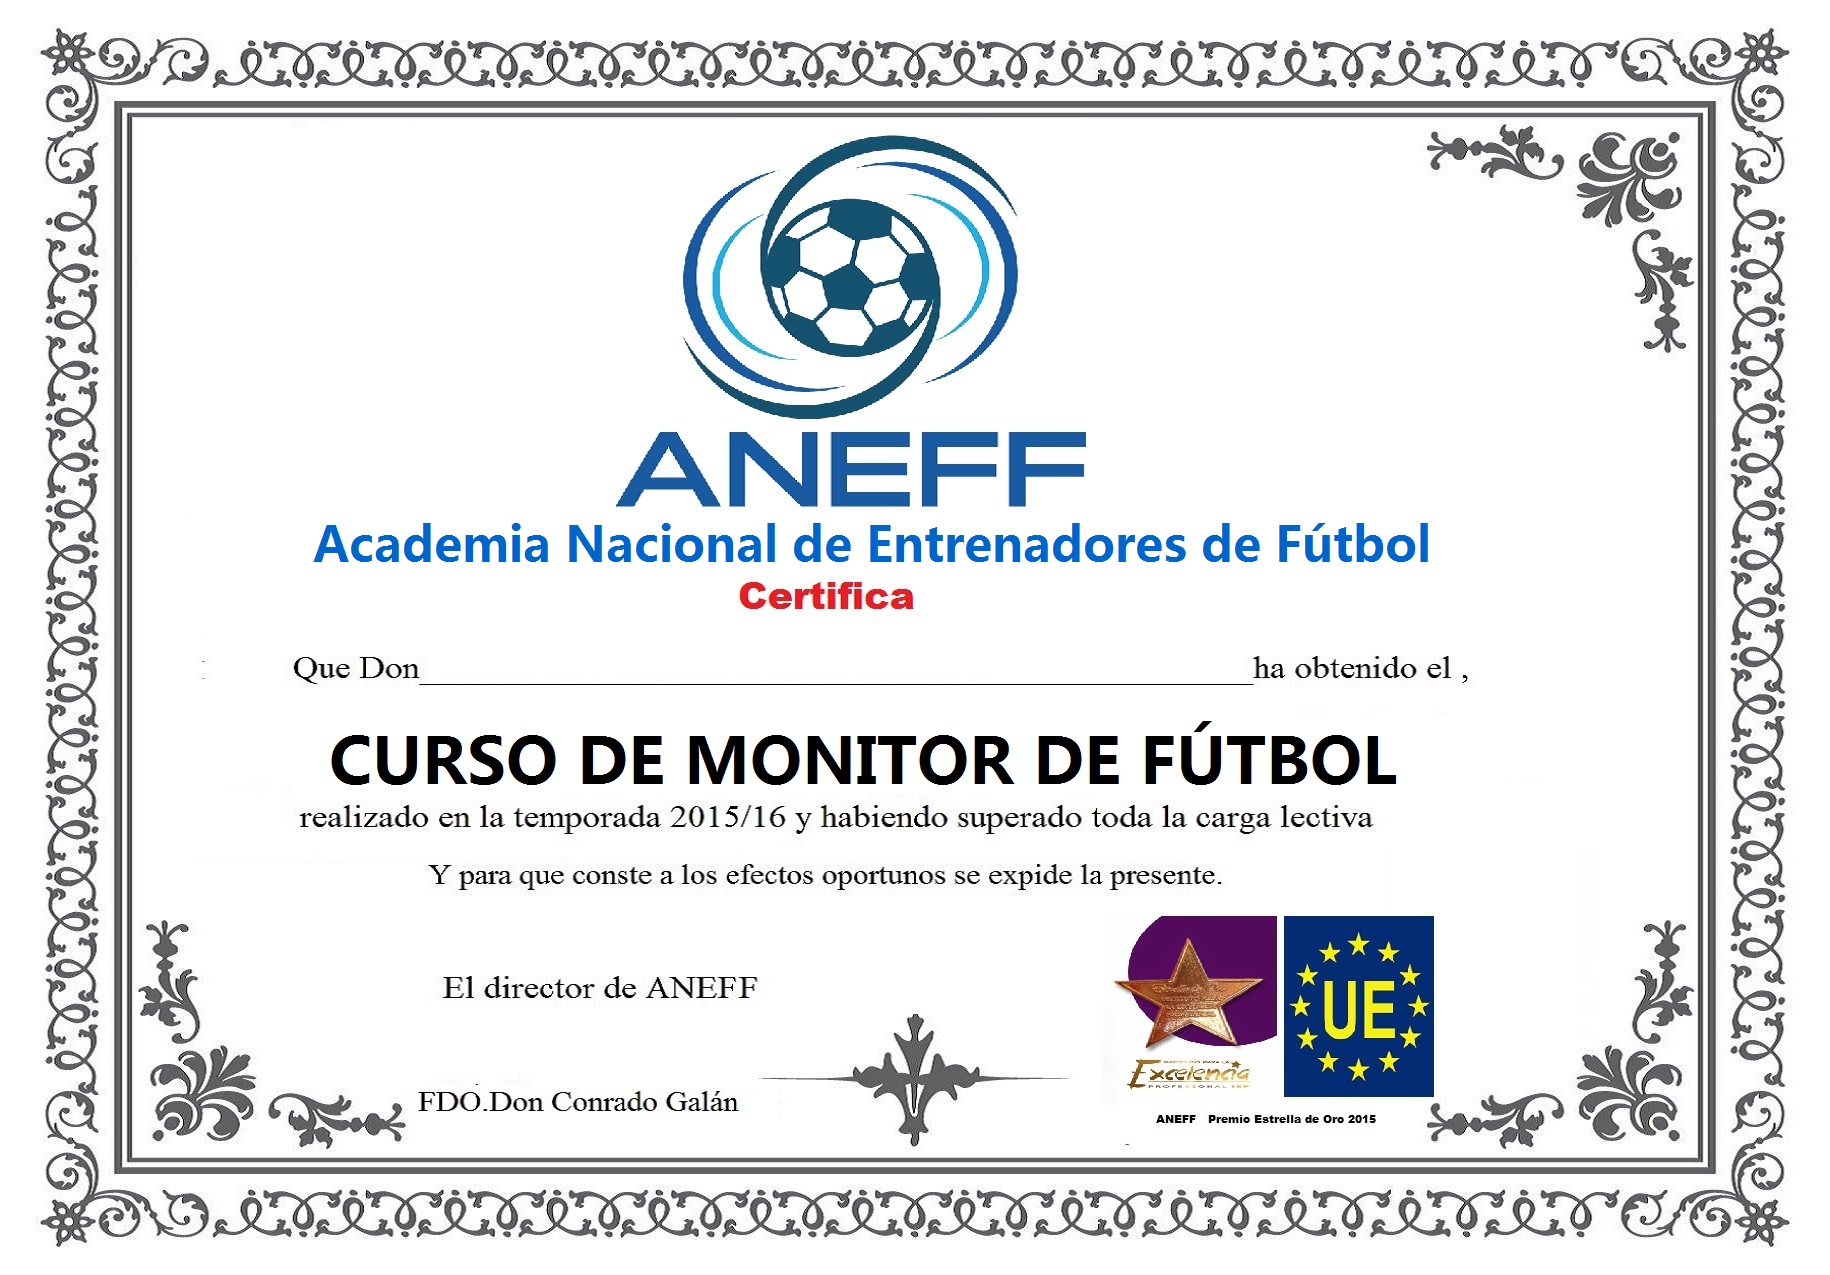 ANEFF
Academia Nacional de Entrenadores de Fútbol
Certifica
Que Don__________________________________________________ha obtenido el ,
CURSO DE MONITOR DE FÚTBOL
realizado en la temporada 2015/16 y habiendo superado toda la carga lectiva
Y para que conste a los efectos oportunos se expide la presente.
El director de ANEFF
FDO.Don Conrado Galán
UE
Excelencia
PROFESIONAL
ANEFF Premio Estrella de Oro 2015